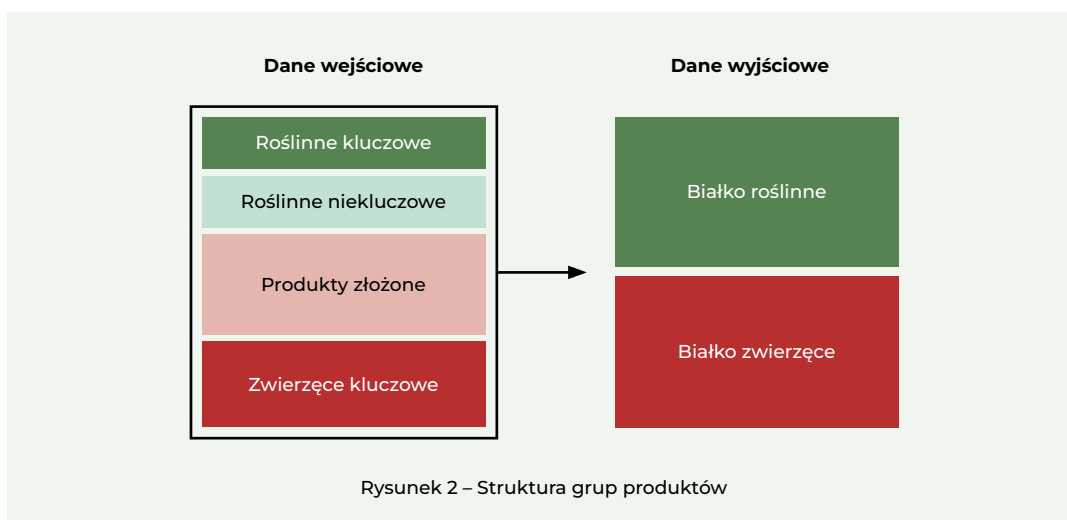 Dane wejściowe
Dane wyjściowe
Roślinne kluczowe
Roślinne niekluczowe
Produkty złożone
Zwierzęce kluczowe
Białko roślinne
Białko zwierzęce
Rysunek 2 – Struktura grup produktów